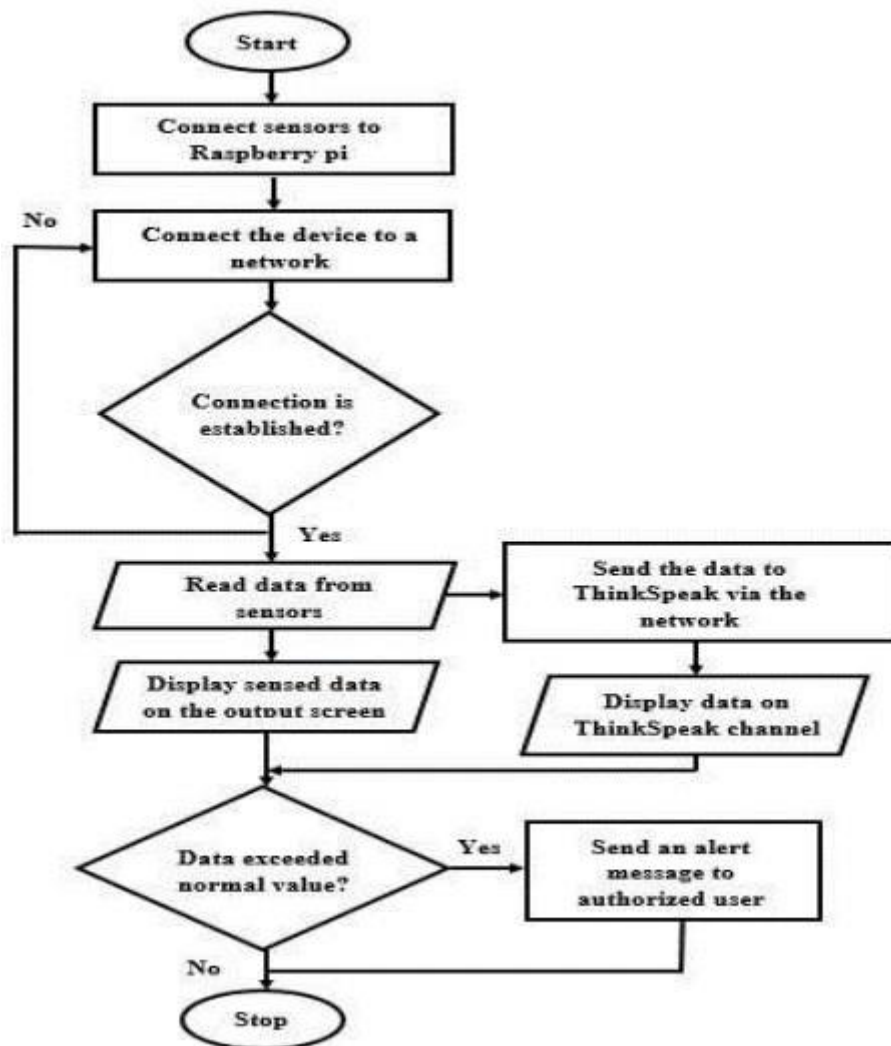 Start
Connect sensors to
Raspberry pi
No
Connect the device to a
network
Connection is
established?
Yes
Read data from
sensors
Send the data to
ThinkSpeak via the
network
Display sensed data
on the output screen
Display data on
ThinkSpeak channel
Data exceeded
normal value?
Yes
Send an alert
message to
authorized user
No
Stop